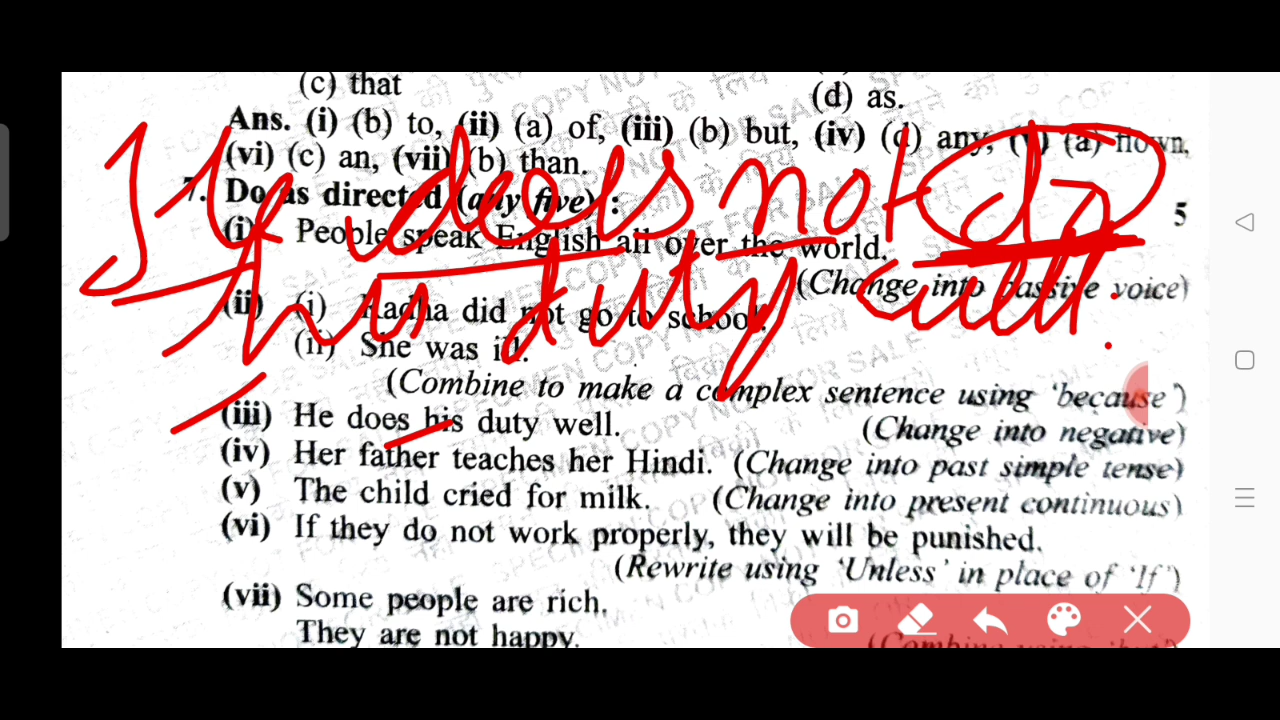 (c) that
(d) as.
Ans. (i) (b) to, (ii) (a) of, (iii) (b) but, (iv) (d) any, (v) (a) nown,
(vi) (c) an, (vii) (b) than.
7. Do as directed (any five) : 5
(i) People speak English all over the world.
(Change into passive voice)
(ii) (i) Radha did not go to school.
(ii) She was ill.
(Combine to make a complex sentence using ‘because’)
(iii) He does his duty well. (Change into negative)
(iv) Her father teaches her Hindi. (Change into past simple tense)
(v) The child cried for milk. (Change into present continuous)
(vi) If they do not work properly, they will be punished.
(Rewrite using ‘Unless’ in place of ‘If’)
(vii) Some people are rich.
They are not happy.
He does not do
his duty well.